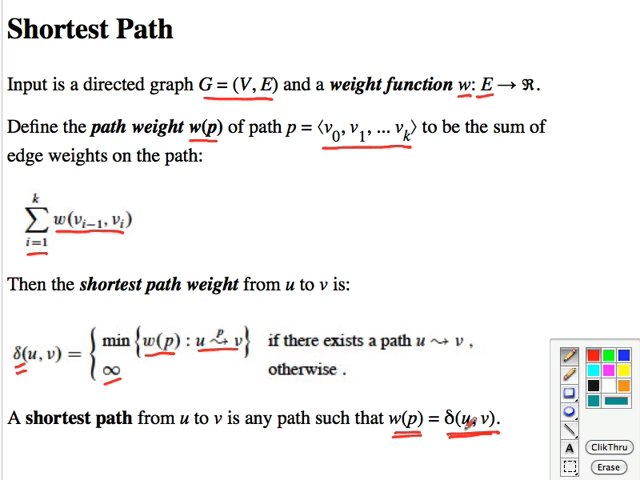 Shortest Path
Input is a directed graph G = (V, E) and a weight function w: E → ℜ.
Define the path weight w(p) of path p = ⟨v₀, v₁, ... vₖ⟩ to be the sum of
edge weights on the path:
k
∑ w(vᵢ₋₁, vᵢ)
i=1
Then the shortest path weight from u to v is:
δ(u, v) = { min {w(p) : u ⤳ᵖ v} if there exists a path u ⤳ v ,
∞ otherwise .
A shortest path from u to v is any path such that w(p) = δ(u, v).
A
ClikThru
Erase